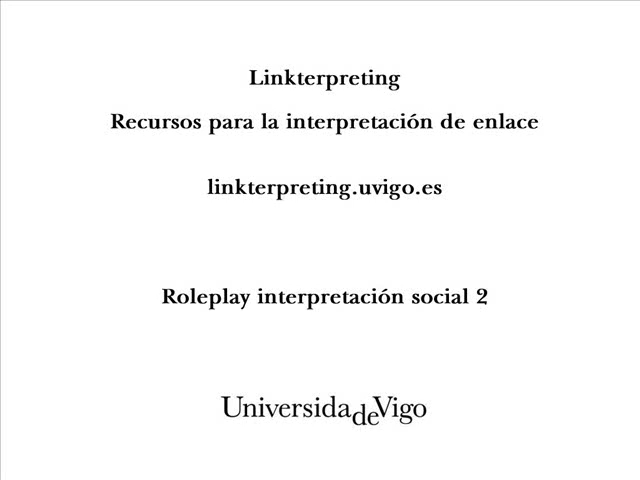 Linkterpreting
Recursos para la interpretación de enlace
linkterpreting.uvigo.es
Roleplay interpretación social 2
UniversidadeVigo